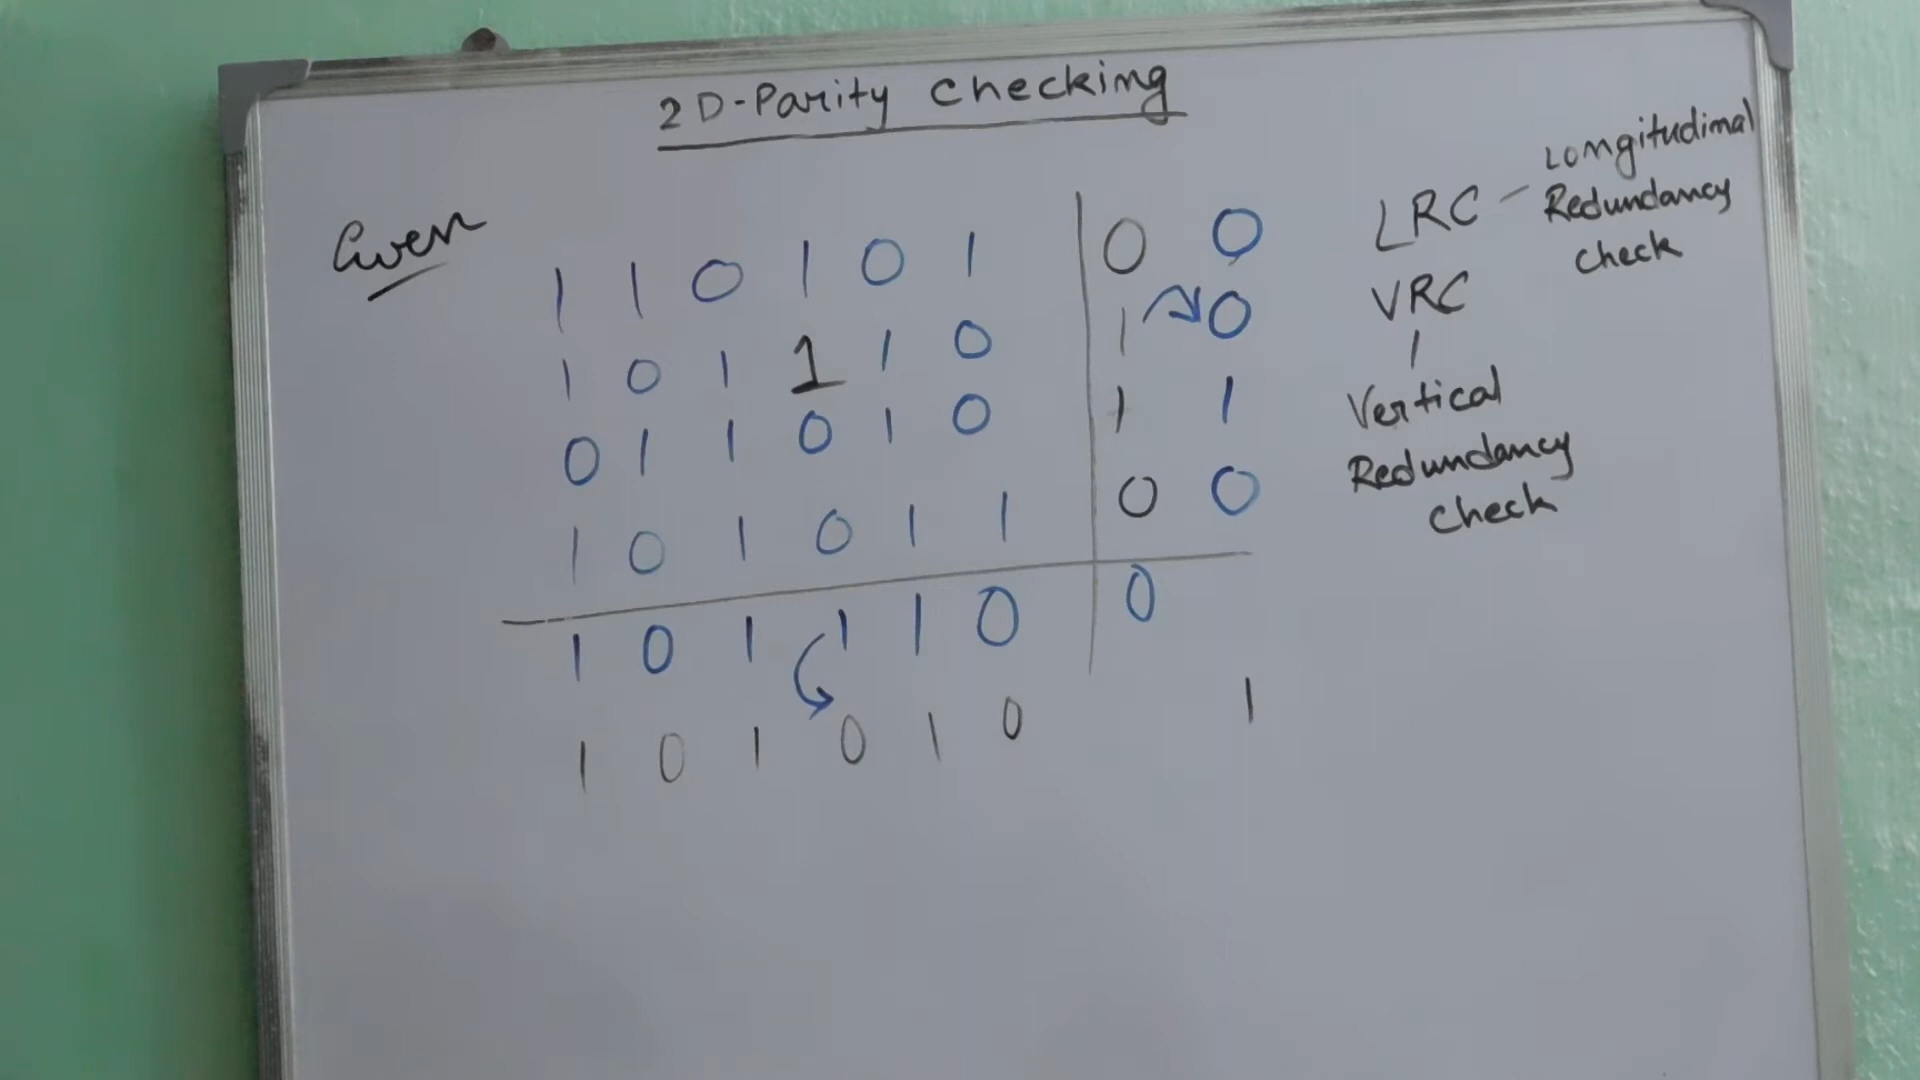 2D-Parity Checking
Even
1 1 0 1 0 1 0 0
1 0 1 1 1 0 1 0
0 1 1 0 1 0 1 1
1 0 1 0 1 1 0 0
1 0 1 1 1 0 0
1 0 1 0 1 0 1
LRC - Longitudimal
Redundancy
Check
VRC
Vertical
Redundancy
Check